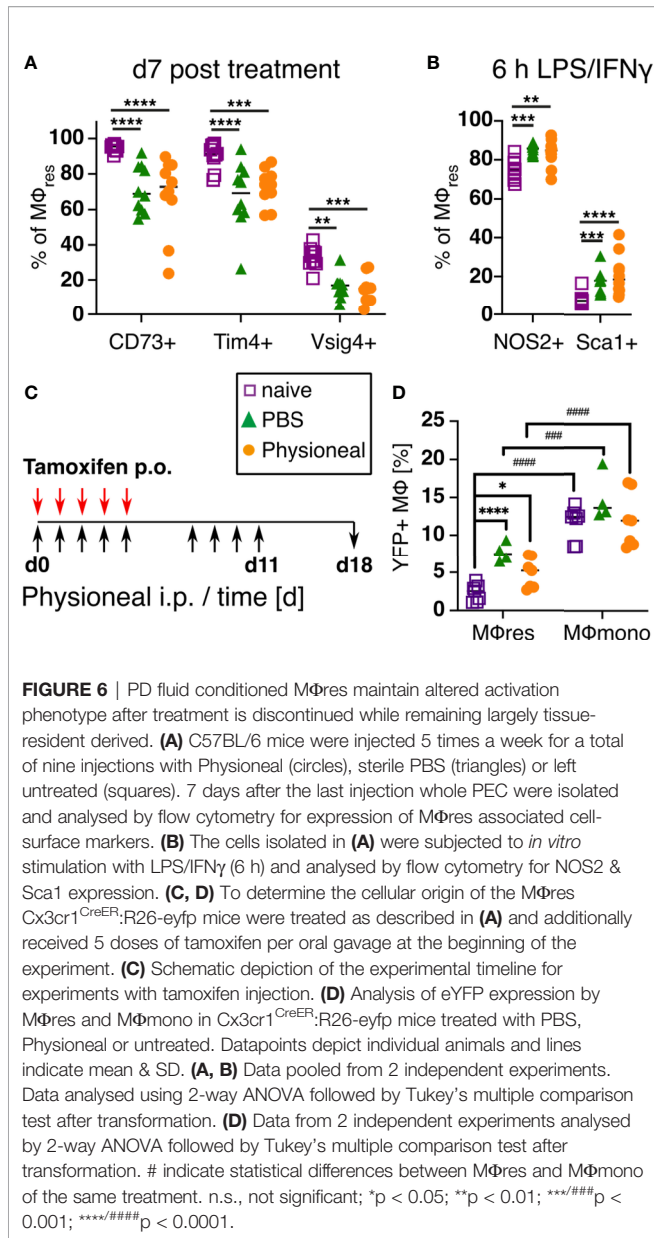 A
d7 post treatment
B
6 h LPS/IFNγ
****
****
***
****
***
**
% of MΦres
100
80
60
40
20
0
CD73+
Tim4+
Vsig4+
**
***
****
***
% of MΦres
100
80
60
40
20
0
NOS2+
Sca1+
C
naive
PBS
Physioneal
Tamoxifen p.o.
d0
d11
d18
Physioneal i.p. / time [d]
D
####
###
####
*
****
YFP+ MΦ [%]
25
20
15
10
5
0
MΦres
MΦmono
FIGURE 6 | PD fluid conditioned MΦres maintain altered activation
phenotype after treatment is discontinued while remaining largely tissue-
resident derived. (A) C57BL/6 mice were injected 5 times a week for a total
of nine injections with Physioneal (circles), sterile PBS (triangles) or left
untreated (squares). 7 days after the last injection whole PEC were isolated
and analysed by flow cytometry for expression of MΦres associated cell-
surface markers. (B) The cells isolated in (A) were subjected to in vitro
stimulation with LPS/IFNγ (6 h) and analysed by flow cytometry for NOS2 &
Sca1 expression. (C, D) To determine the cellular origin of the MΦres
Cx3cr1CreER:R26-eyfp mice were treated as described in (A) and additionally
received 5 doses of tamoxifen per oral gavage at the beginning of the
experiment. (C) Schematic depiction of the experimental timeline for
experiments with tamoxifen injection. (D) Analysis of eYFP expression by
MΦres and MΦmono in Cx3cr1CreER:R26-eyfp mice treated with PBS,
Physioneal or untreated. Datapoints depict individual animals and lines
indicate mean & SD. (A, B) Data pooled from 2 independent experiments.
Data analysed using 2-way ANOVA followed by Tukey's multiple comparison
test after transformation. (D) Data from 2 independent experiments analysed
by 2-way ANOVA followed by Tukey's multiple comparison test after
transformation. # indicate statistical differences between MΦres and MΦmono
of the same treatment. n.s., not significant; *p < 0.05; **p < 0.01; ***/###p <
0.001; ****/####p < 0.0001.